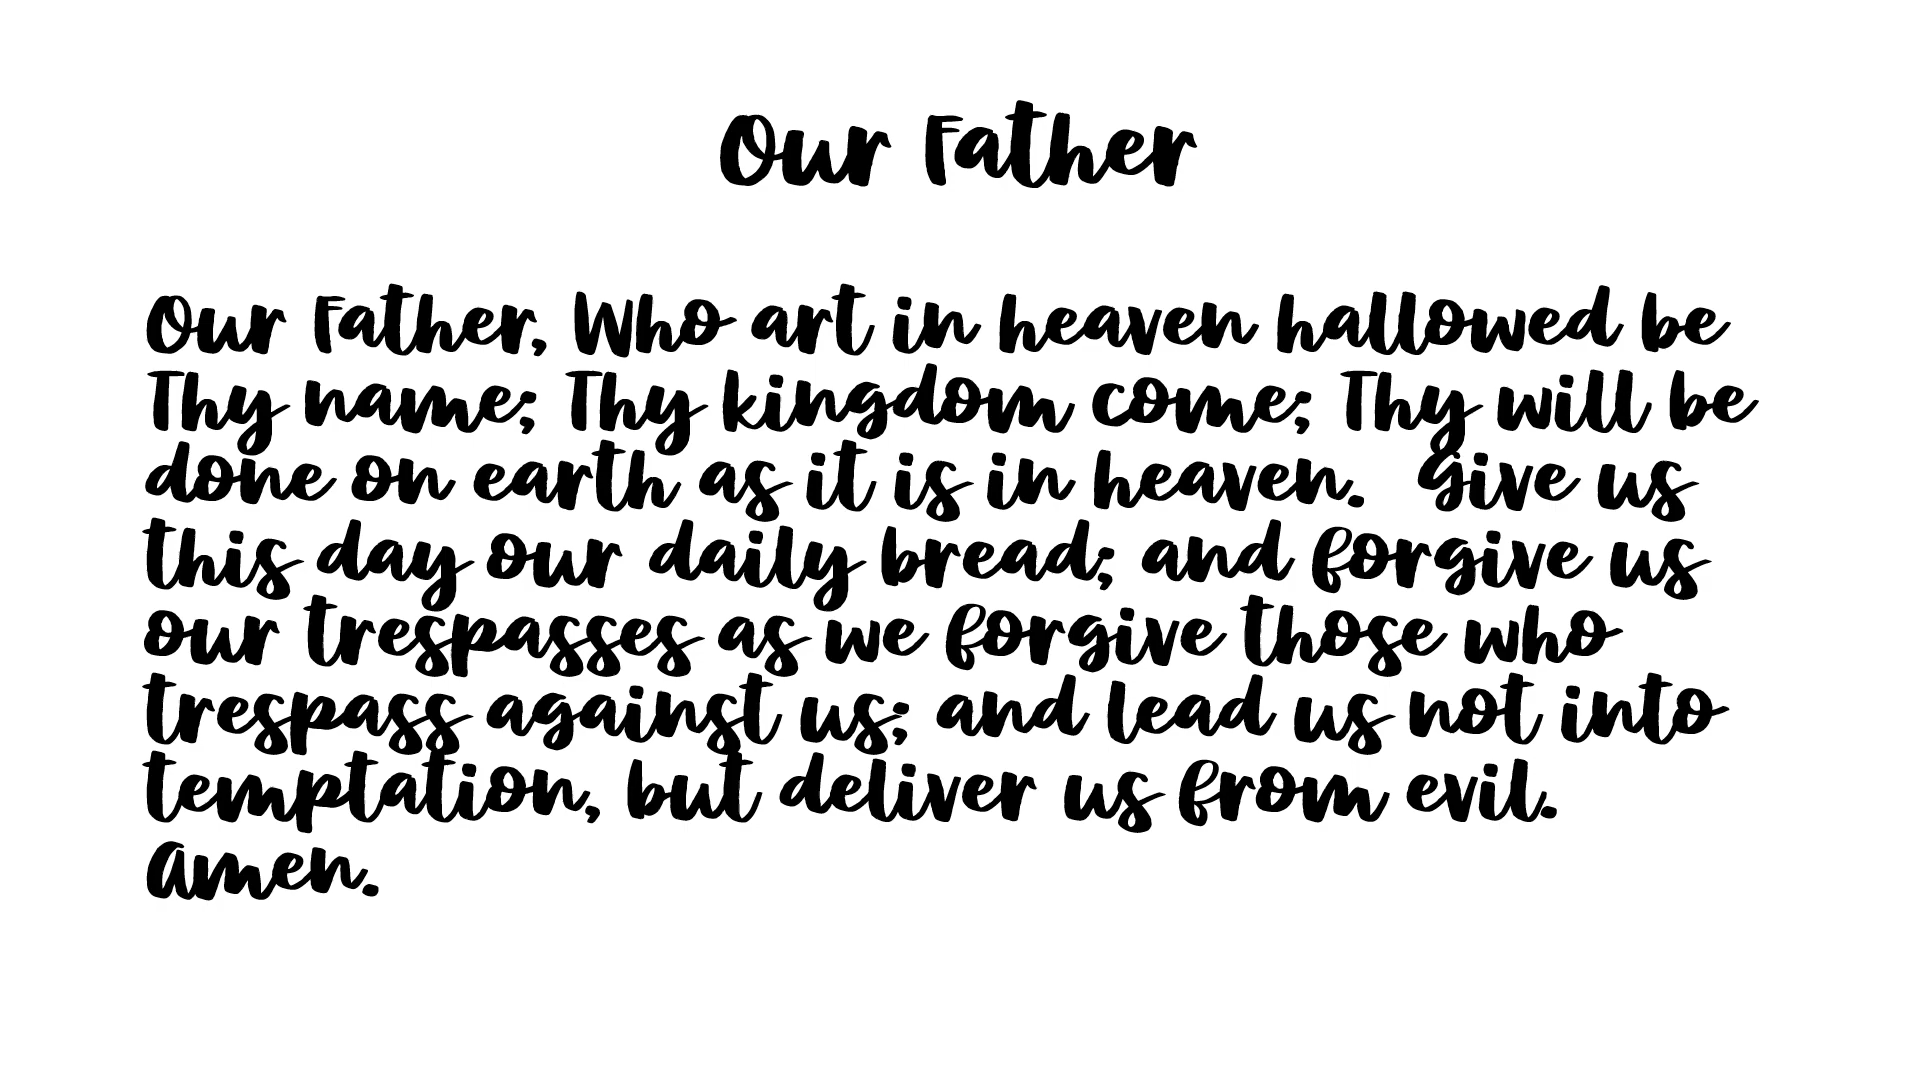 Our Father
Our Father, Who art in heaven hallowed be
Thy name; Thy kingdom come; Thy will be
done on earth as it is in heaven.   Give us
this day our daily bread; and forgive us
our trespasses as we forgive those who
trespass against us; and lead us not into
temptation, but deliver us from evil.
Amen.